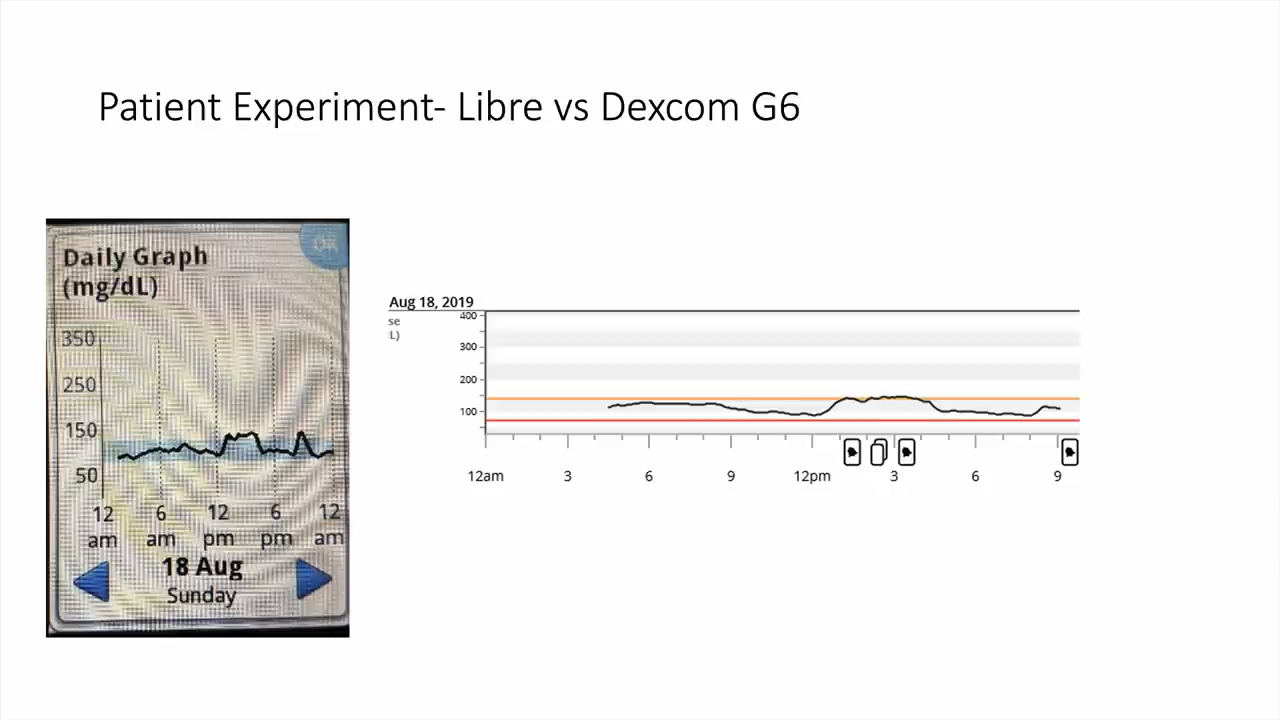 Patient Experiment- Libre vs Dexcom G6
OK
Daily Graph
(mg/dL)
350
250
150
50
12 6 12 6 12
am am pm pm am
18 Aug
Sunday
Aug 18, 2019
se
L)
400
300
200
100
12am 3 6 9 12pm 3 6 9